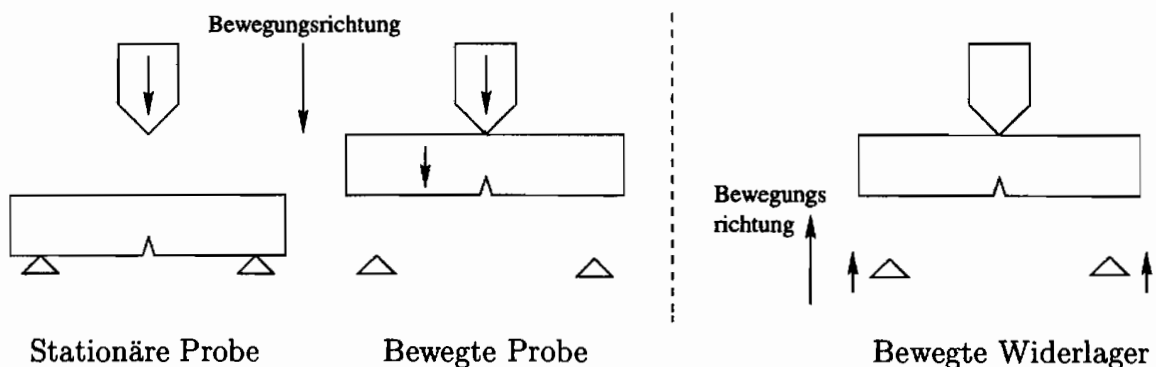 Bewegungsrichtung
Bewegungs
richtung
Stationäre Probe
Bewegte Probe
Bewegte Widerlager